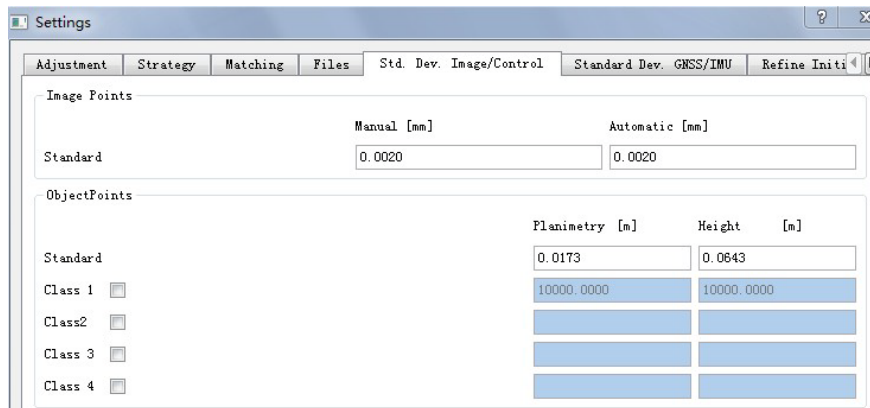 Settings
Adjustment Strategy Matching Files Std. Dev. Image/Control Standard Dev. GNSS/IMU Refine Initi
Image Points
Manual [mm] Automatic [mm]
Standard 0.0020 0.0020
ObjectPoints
Planimetry [m] Height [m]
Standard 0.0173 0.0643
Class 1 10000.0000 10000.0000
Class2
Class 3
Class 4